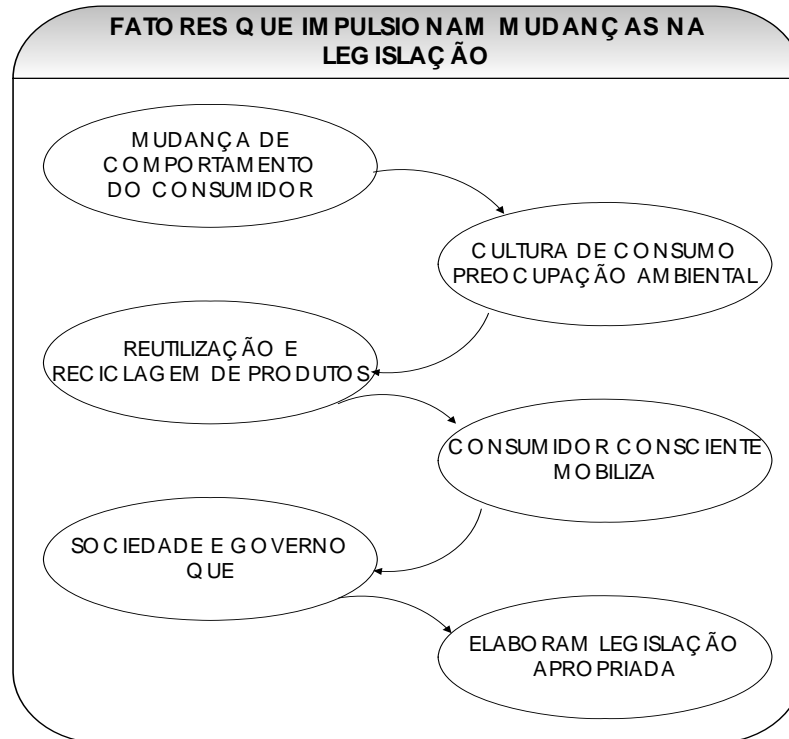 FATORES QUE IMPULSIONAM MUDANÇAS NA
LEGISLAÇÃO
MUDANÇA DE
COMPORTAMENTO
DO CONSUMIDOR
CULTURA DE CONSUMO
PREOCUPAÇÃO AMBIENTAL
REUTILIZAÇÃO E
RECICLAGEM DE PRODUTOS
CONSUMIDOR CONSCIENTE
MOBILIZA
SOCIEDADE E GOVERNO
QUE
ELABORAM LEGISLAÇÃO
APROPRIADA